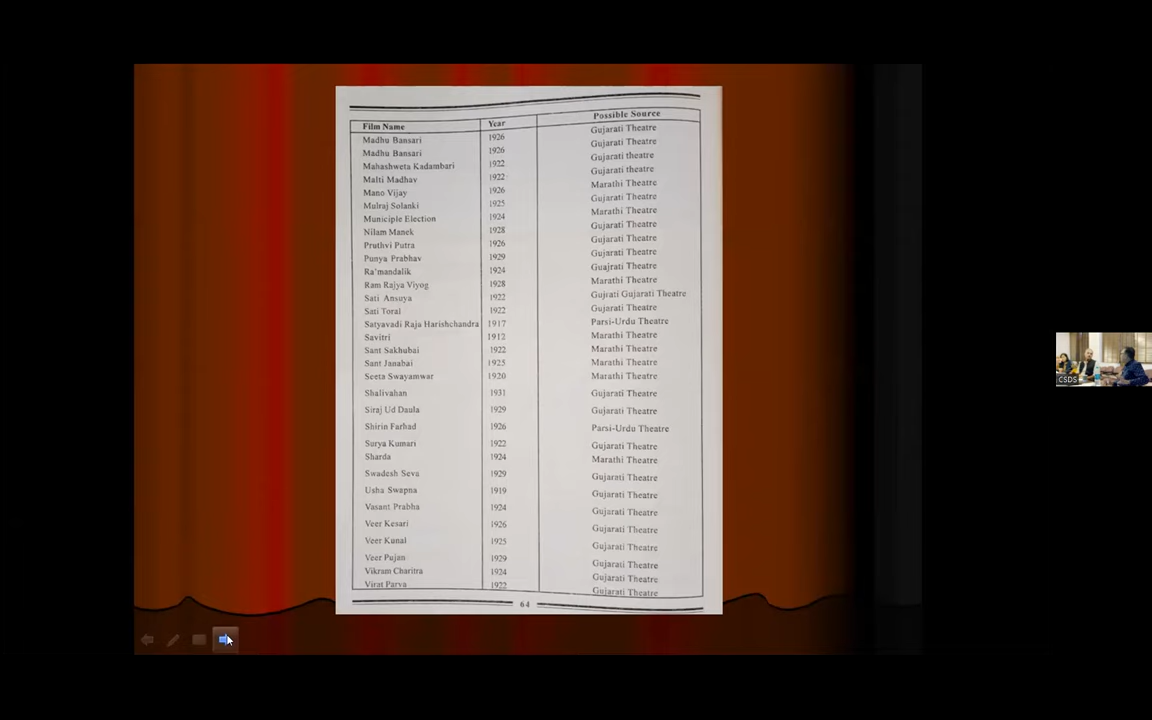 Film Name Year Possible Source
Madhu Bansari 1926 Gujarati Theatre
Madhu Bansari 1926 Gujarati Theatre
Mahashweta Kadambari 1922 Gujarati theatre
Malti Madhav 1922 Gujarati theatre
Mano Vijay 1926 Marathi Theatre
Mulraj Solanki 1925 Gujarati Theatre
Municiple Election 1924 Marathi Theatre
Nilam Manek 1928 Gujarati Theatre
Pruthvi Putra 1926 Gujarati Theatre
Punya Prabhav 1929 Gujarati Theatre
Ra'mandalik 1924 Guajrati Theatre
Ram Rajya Viyog 1928 Marathi Theatre
Sati Ansuya 1922 Gujrati Gujarati Theatre
Sati Toral 1922 Gujarati Theatre
Satyavadi Raja Harishchandra 1917 Parsi-Urdu Theatre
Savitri 1912 Marathi Theatre
Sant Sakhubai 1922 Marathi Theatre
Sant Janabai 1925 Marathi Theatre
Seeta Swayamwar 1920 Marathi Theatre
Shalivahan 1931 Gujarati Theatre
Siraj Ud Daula 1929 Gujarati Theatre
Shirin Farhad 1926 Parsi-Urdu Theatre
Surya Kumari 1922 Gujarati Theatre
Sharda 1924 Marathi Theatre
Swadesh Seva 1929 Gujarati Theatre
Usha Swapna 1919 Gujarati Theatre
Vasant Prabha 1924 Gujarati Theatre
Veer Kesari 1926 Gujarati Theatre
Veer Kunal 1925 Gujarati Theatre
Veer Pujan 1929 Gujarati Theatre
Vikram Charitra 1924 Gujarati Theatre
Virat Parva 1922 Gujarati Theatre
64
CSDS